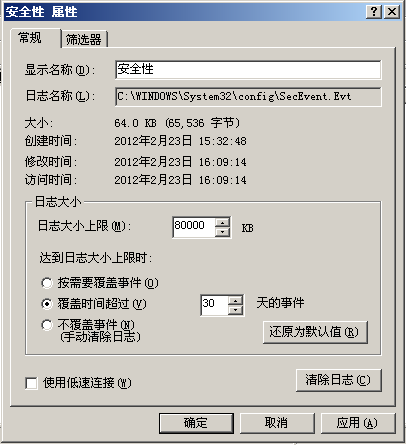 安全性 属性
常规 筛选器
显示名称(D): 安全性
日志名称(L): C:\WINDOWS\System32\config\SecEvent.Evt
大小: 64.0 KB (65,536 字节)
创建时间: 2012年2月23日 15:32:48
修改时间: 2012年2月23日 16:09:14
访问时间: 2012年2月23日 16:09:14
日志大小
日志大小上限(M): 80000 KB
达到日志大小上限时:
按需要覆盖事件(O)
覆盖时间超过(V) 30 天的事件
不覆盖事件(N)
(手动清除日志)
还原为默认值(R)
使用低速连接(W)
清除日志(C)
确定 取消 应用(A)